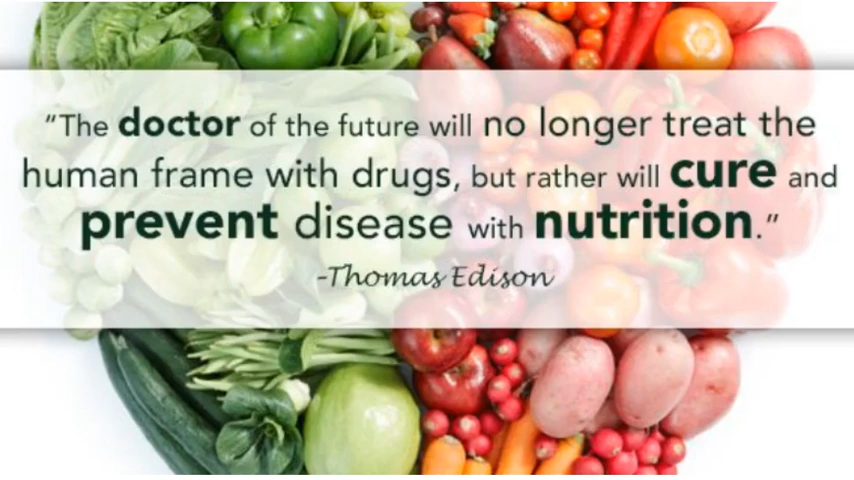 “The doctor of the future will no longer treat the
human frame with drugs, but rather will cure and
prevent disease with nutrition.”
-Thomas Edison